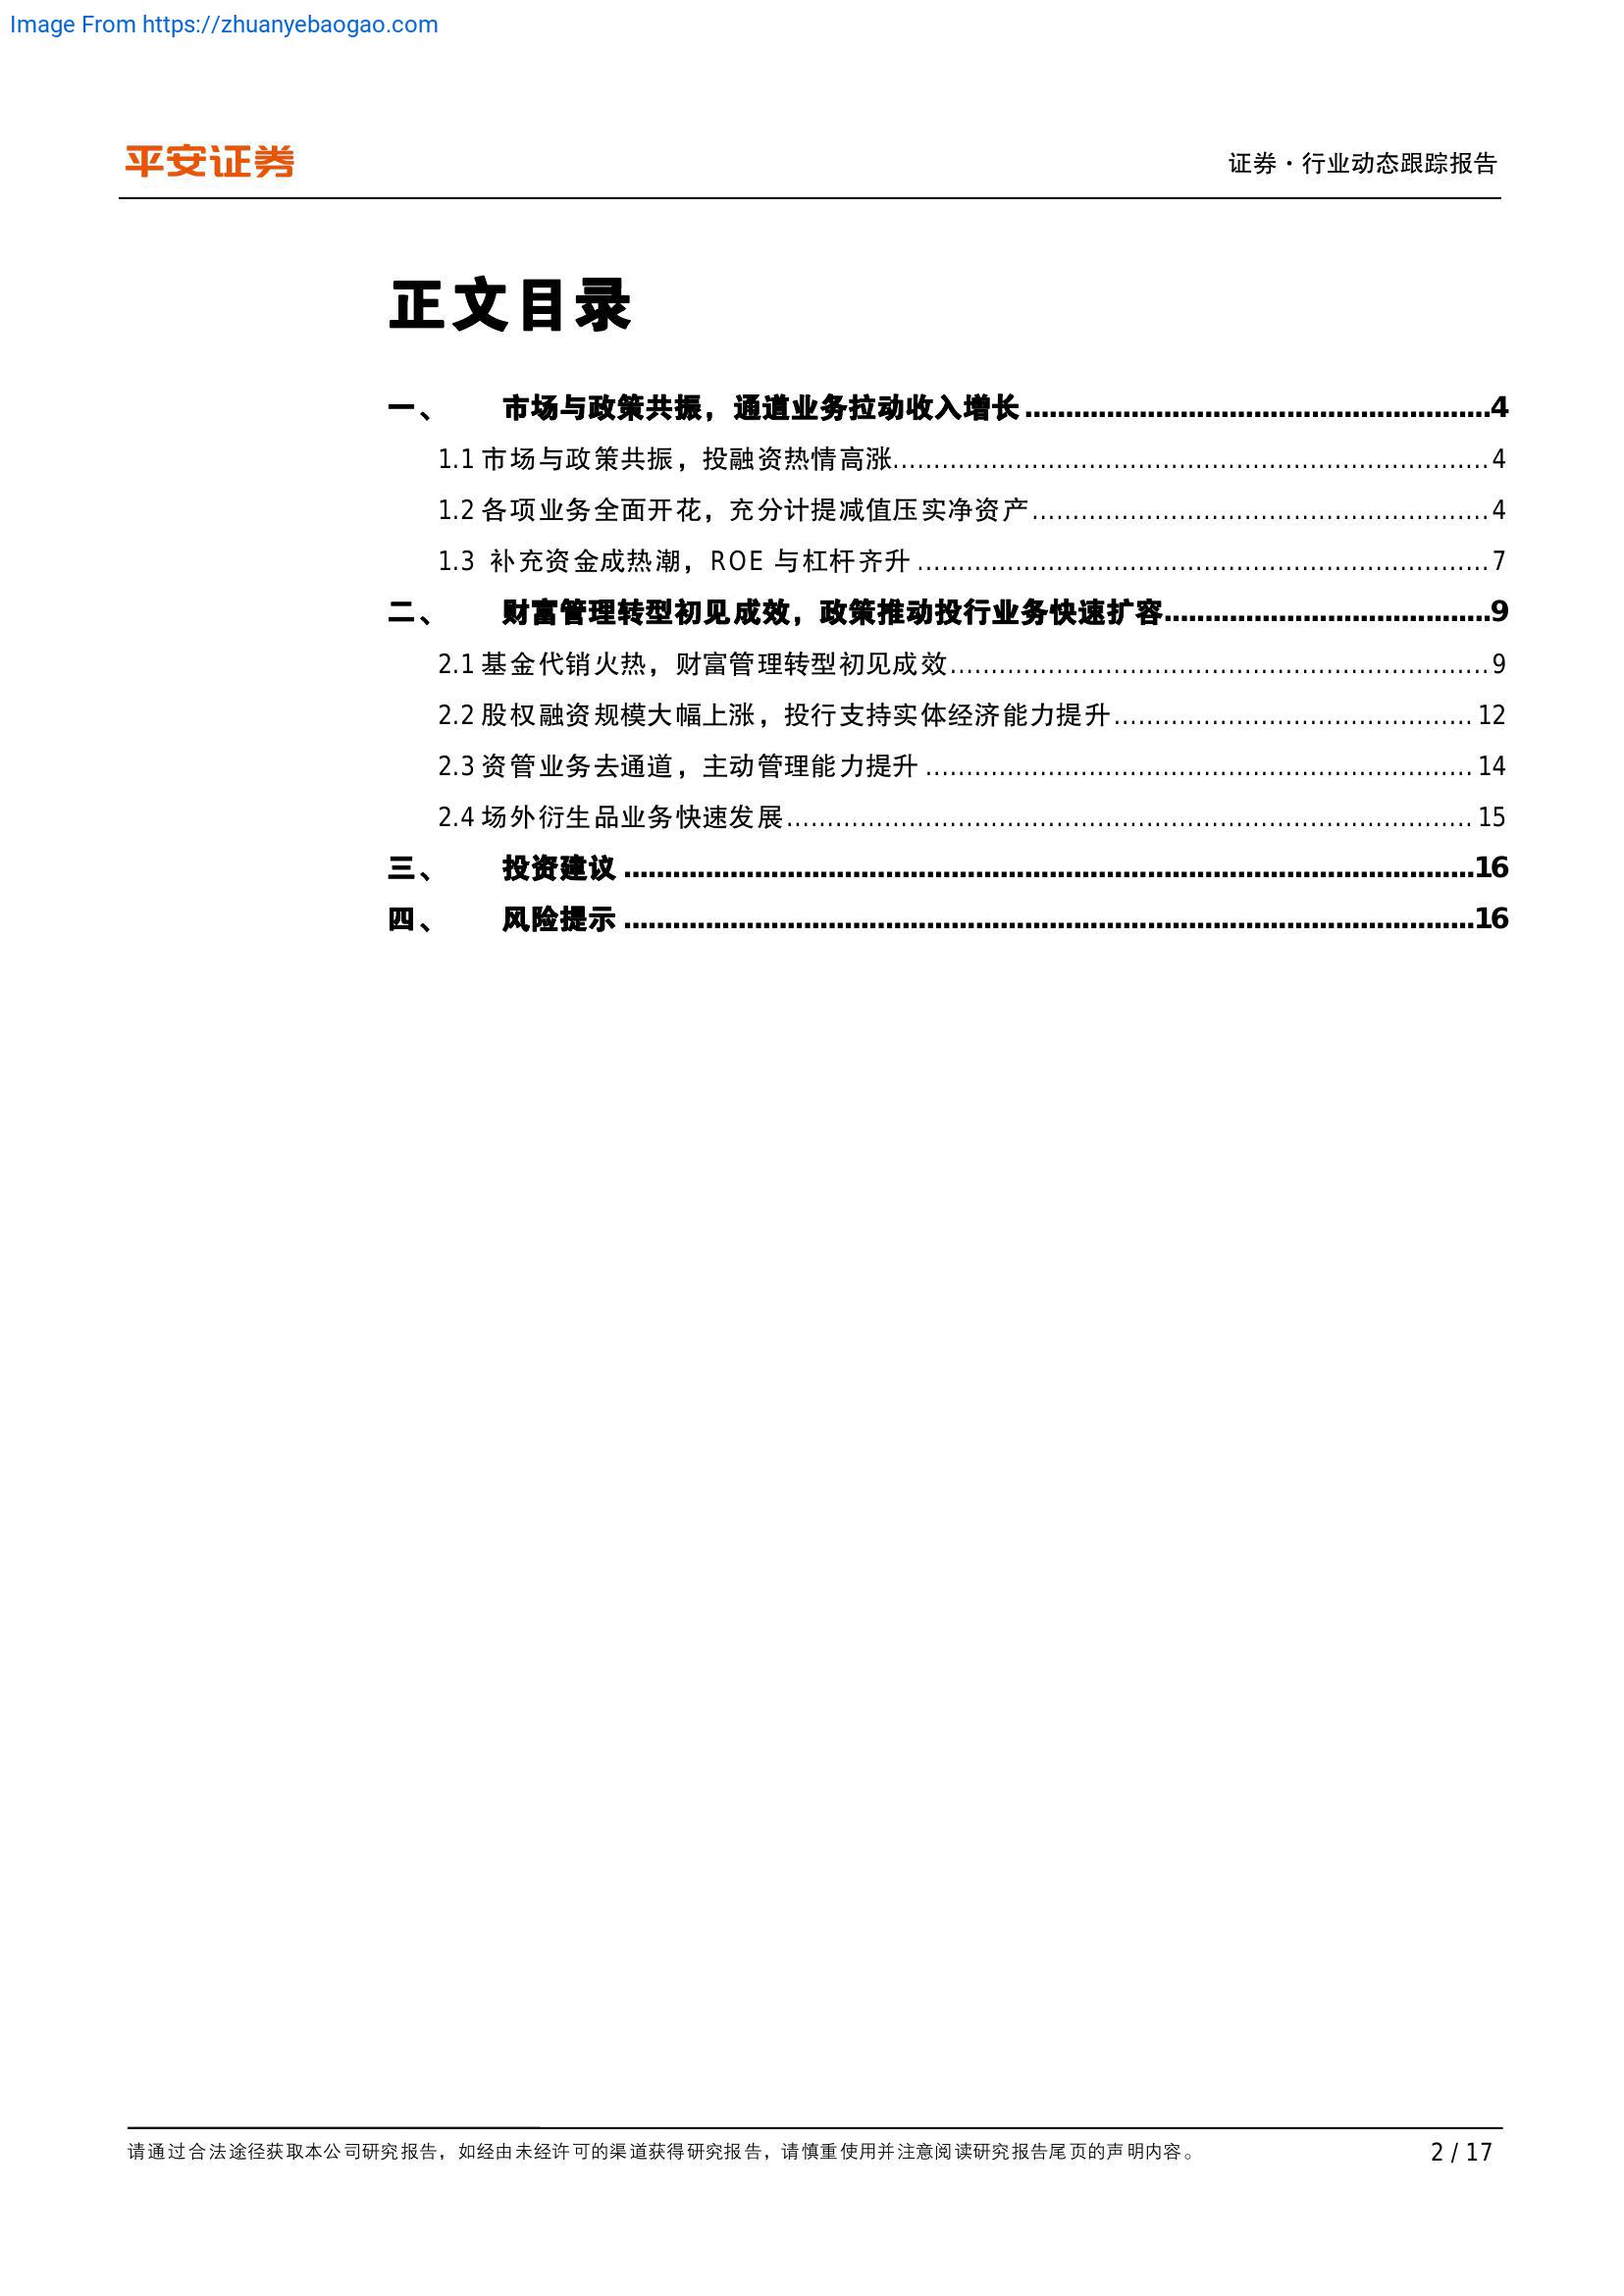 Image From https://zhuanyebaogao.com
平安证券
证券·行业动态跟踪报告
正文目录
一、 市场与政策共振，通道业务拉动收入增长.........................................................4
1.1 市场与政策共振，投融资热情高涨.........................................................................4
1.2 各项业务全面开花，充分计提减值压实净资产........................................................4
1.3 补充资金成热潮，ROE 与杠杆齐升......................................................................7
二、 财富管理转型初见成效，政策推动投行业务快速扩容........................................9
2.1 基金代销火热，财富管理转型初见成效..................................................................9
2.2 股权融资规模大幅上涨，投行支持实体经济能力提升............................................ 12
2.3 资管业务去通道，主动管理能力提升................................................................... 14
2.4 场外衍生品业务快速发展.................................................................................... 15
三、 投资建议........................................................................................................16
四、 风险提示........................................................................................................16
请通过合法途径获取本公司研究报告，如经由未经许可的渠道获得研究报告，请慎重使用并注意阅读研究报告尾页的声明内容。
2 / 17